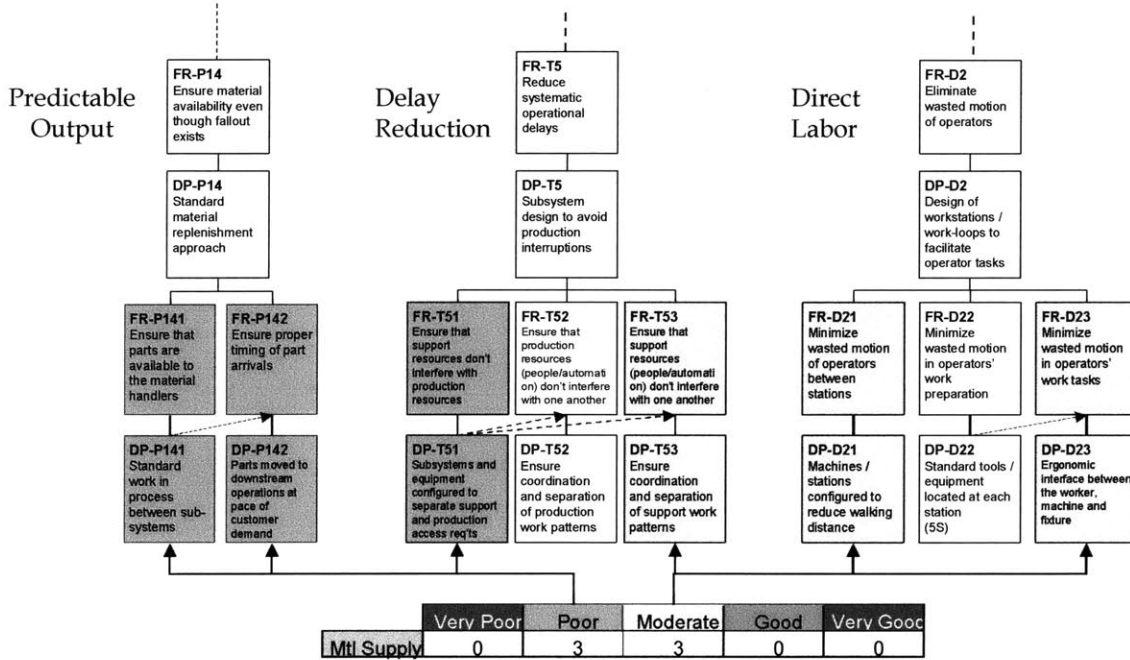 Predictable
Output
FR-P14
Ensure material
availability even
though fallout
exists
DP-P14
Standard
material
replenishment
approach
FR-P141
Ensure that
parts are
available to
the material
handlers
FR-P142
Ensure proper
timing of part
arrivals
DP-P141
Standard
work in
process
between sub-
systems
DP-P142
Parts moved to
downstream
operations at
pace of
customer
demand
Delay
Reduction
FR-T5
Reduce
systematic
operational
delays
DP-T5
Subsystem
design to avoid
production
interruptions
FR-T51
Ensure that
support
resources don't
interfere with
production
resources
FR-T52
Ensure that
production
resources
(people/automati
on) don't interfere
with one another
FR-T53
Ensure that
support
resources
(people/automati
on) don't interfere
with one another
DP-T51
Subsystems and
equipment
configured to
separate support
and production
access req'ts
DP-T52
Ensure
coordination
and separation
of production
work patterns
DP-T53
Ensure
coordination
and separation
of support work
patterns
Direct
Labor
FR-D2
Eliminate
wasted motion
of operators
DP-D2
Design of
workstations /
work-loops to
facilitate
operator tasks
FR-D21
Minimize
wasted motion
of operators
between
stations
FR-D22
Minimize
wasted motion
in operators'
work
preparation
FR-D23
Minimize
wasted motion
in operators'
work tasks
DP-D21
Machines /
stations
configured to
reduce walking
distance
DP-D22
Standard tools /
equipment
located at each
station
(5S)
DP-D23
Ergonomic
interface between
the worker,
machine and
fixture
Very Poor Poor Moderate Good Very Good
Mtl Supply 0 3 3 0 0